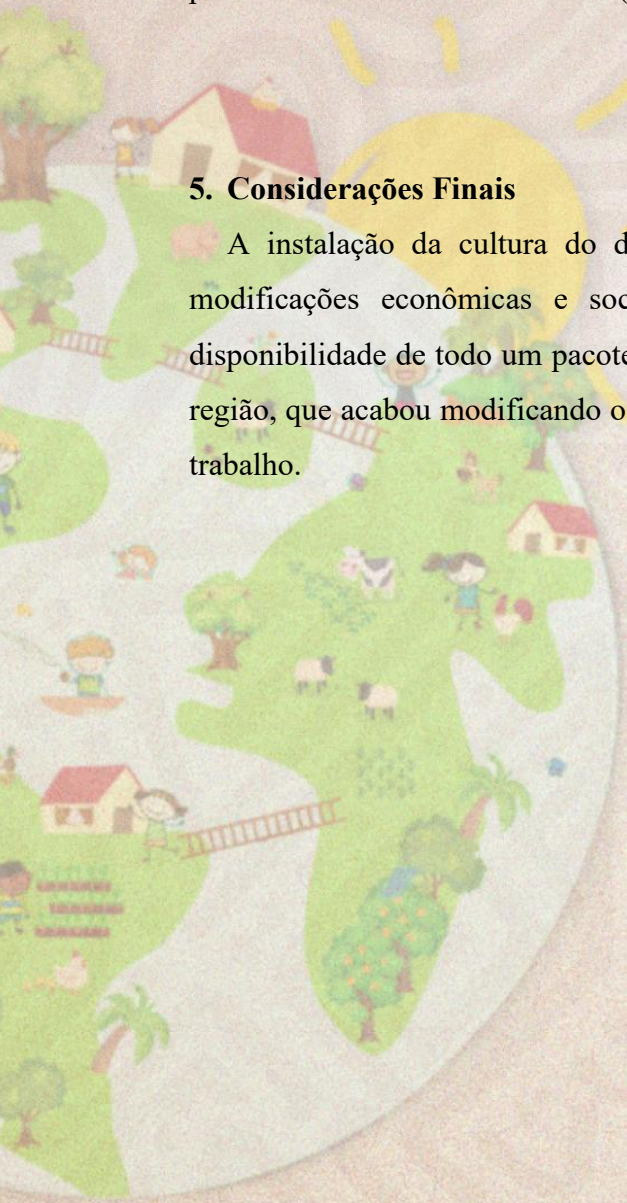 5. Considerações Finais
A instalação da cultura do
modificações econômicas e
disponibilidade de todo um
região, que acabou modificando o
trabalho.